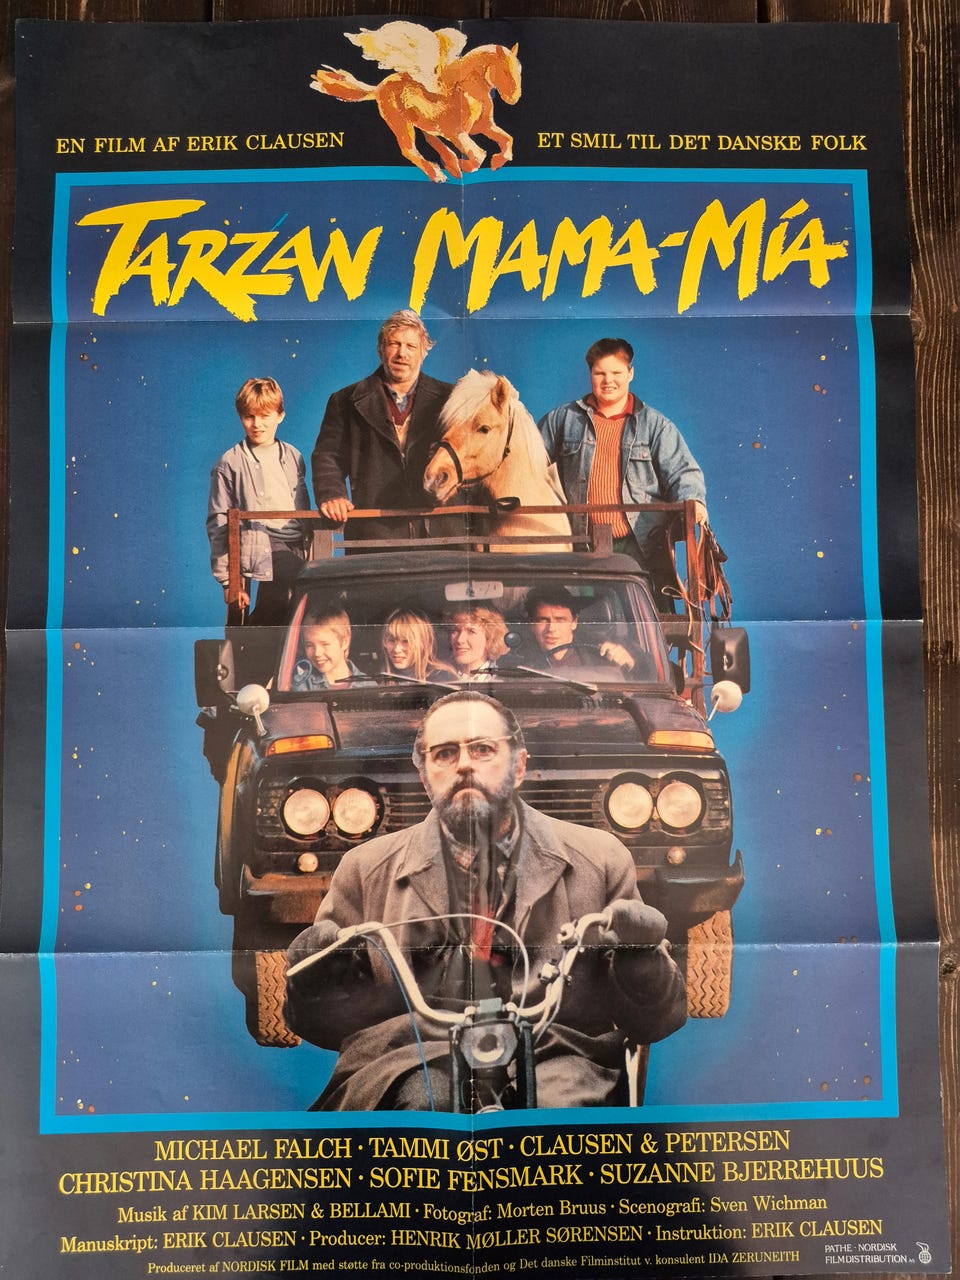 EN FILM AF ERIK CLAUSEN
ET SMIL TIL DET DANSKE FOLK
TARZAN MAMA-MÍA
MICHAEL FALCH · TAMMI ØST · CLAUSEN & PETERSEN
CHRISTINA HAAGENSEN · SOFIE FENSMARK · SUZANNE BJERREHUUS
Musik af KIM LARSEN & BELLAMI · Fotograf: Morten Bruus · Scenografi: Sven Wichman
Manuskript: ERIK CLAUSEN · Producer: HENRIK MØLLER SØRENSEN · Instruktion: ERIK CLAUSEN
Produceret af NORDISK FILM med støtte fra co-produktionsfonden og Det danske Filminstitut v. konsulent IDA ZERUNEITH
PATHE · NORDISK
FILMDISTRIBUTION A/S